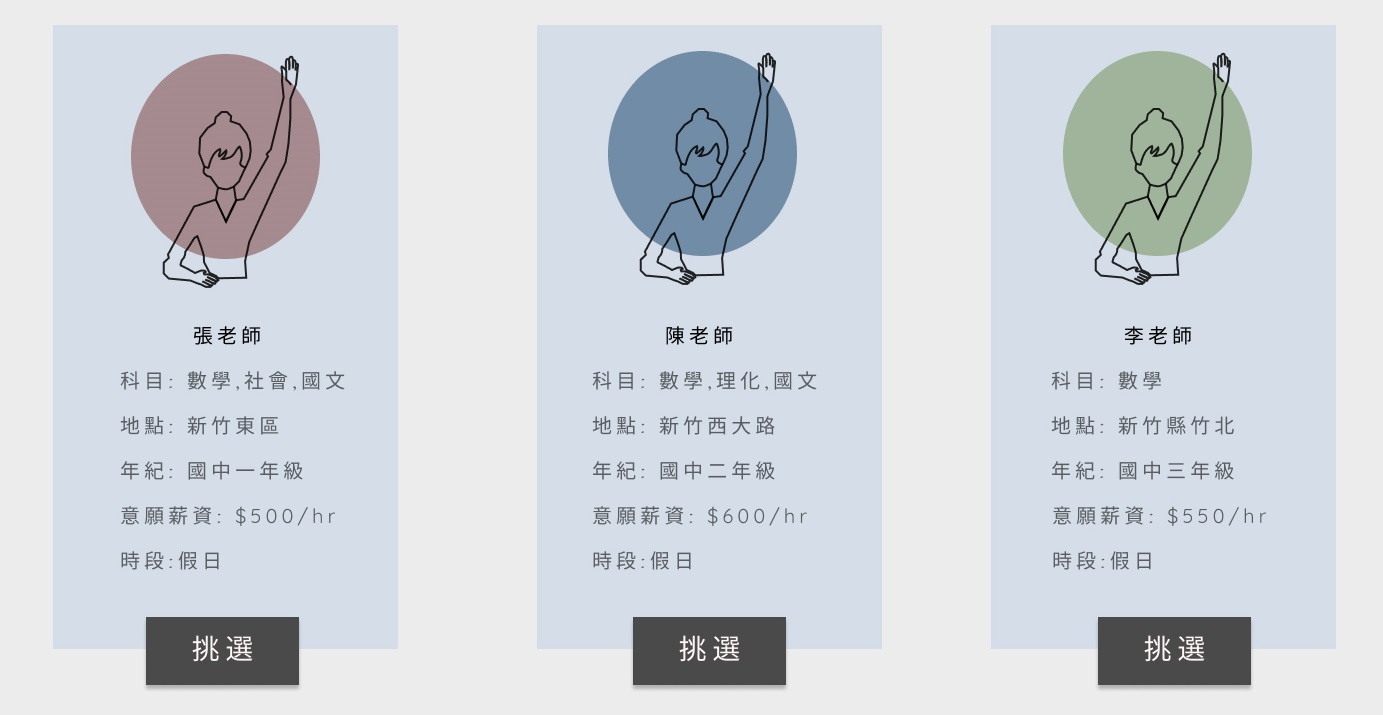 張老師
科目: 數學,社會,國文
地點: 新竹東區
年紀: 國中一年級
意願薪資: $500/hr
時段:假日
挑選
陳老師
科目: 數學,理化,國文
地點: 新竹西大路
年紀: 國中二年級
意願薪資: $600/hr
時段:假日
挑選
李老師
科目: 數學
地點: 新竹縣竹北
年紀: 國中三年級
意願薪資: $550/hr
時段:假日
挑選